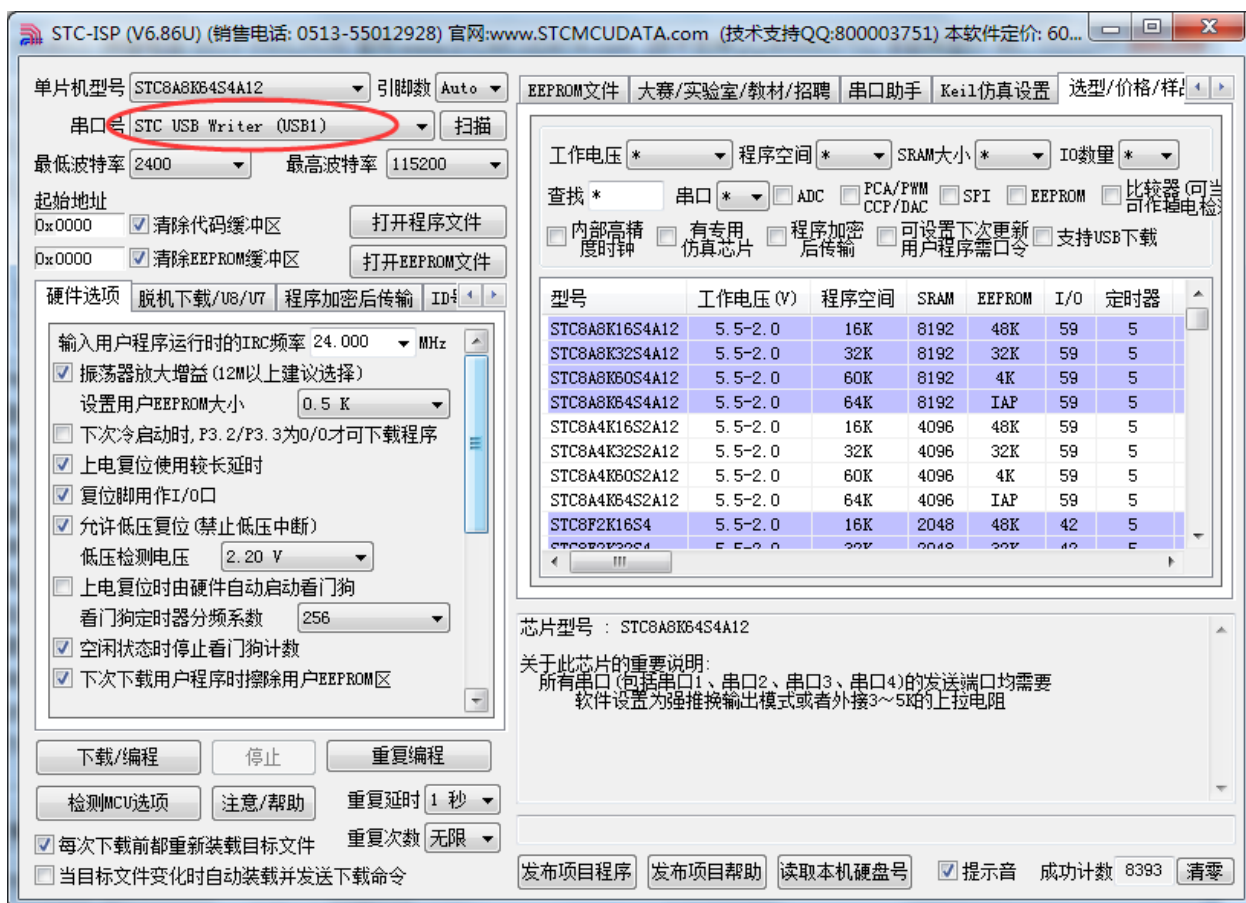 STC-ISP (V6.86U) (销售电话: 0513-55012928) 官网:www.STCMCUDATA.com (技术支持QQ:800003751) 本软件定价: 60...
单片机型号 STC8A8K64S4A12 引脚数 Auto
串口号 STC USB Writer (USB1) 扫描
最低波特率 2400 最高波特率 115200
起始地址
0x0000 清除代码缓冲区 打开程序文件
0x0000 清除EEPROM缓冲区 打开EEPROM文件
硬件选项 脱机下载/U8/U7 程序加密后传输
输入用户程序运行时的IRC频率 24.000 MHz
振荡器放大增益(12M以上建议选择)
设置用户EEPROM大小 0.5 K
下次冷启动时,P3.2/P3.3为0/0才可下载程序
上电复位使用较长延时
复位脚用作I/O口
允许低压复位(禁止低压中断)
低压检测电压 2.20 V
上电复位时由硬件自动启动看门狗
看门狗定时器分频系数 256
空闲状态时停止看门狗计数
下次下载用户程序时擦除用户EEPROM区
下载/编程 停止 重复编程
检测MCU选项 注意/帮助 重复延时 1 秒
每次下载前都重新装载目标文件 重复次数 无限
当目标文件变化时自动装载并发送下载命令
EEPROM文件 大赛/实验室/教材/招聘 串口助手 Keil仿真设置 选型/价格/样
工作电压 * 程序空间 * SRAM大小 * IO数量 *
查找 * 串口 * ADC PCA/PWM CCP/DAC SPI EEPROM 比较器(可当可作掉电检
内部高精度时钟 有专用仿真芯片 程序加密后传输 可设置下次更新用户程序需口令 支持USB下载
型号 工作电压(V) 程序空间 SRAM EEPROM I/O 定时器
STC8A8K16S4A12 5.5-2.0 16K 8192 48K 59 5
STC8A8K32S4A12 5.5-2.0 32K 8192 32K 59 5
STC8A8K60S4A12 5.5-2.0 60K 8192 4K 59 5
STC8A8K64S4A12 5.5-2.0 64K 8192 IAP 59 5
STC8A4K16S2A12 5.5-2.0 16K 4096 48K 59 5
STC8A4K32S2A12 5.5-2.0 32K 4096 32K 59 5
STC8A4K60S2A12 5.5-2.0 60K 4096 4K 59 5
STC8A4K64S2A12 5.5-2.0 64K 4096 IAP 59 5
STC8F2K16S4 5.5-2.0 16K 2048 48K 42 5
STC8F2K32S4 5.5-2.0 32K 2048 32K 42 5
芯片型号 : STC8A8K64S4A12
关于此芯片的重要说明:
所有串口(包括串口1、串口2、串口3、串口4)的发送端口均需要
软件设置为强推挽输出模式或者外接3～5K的上拉电阻
发布项目程序 发布项目帮助 读取本机硬盘号 提示音 成功计数 8393 清零